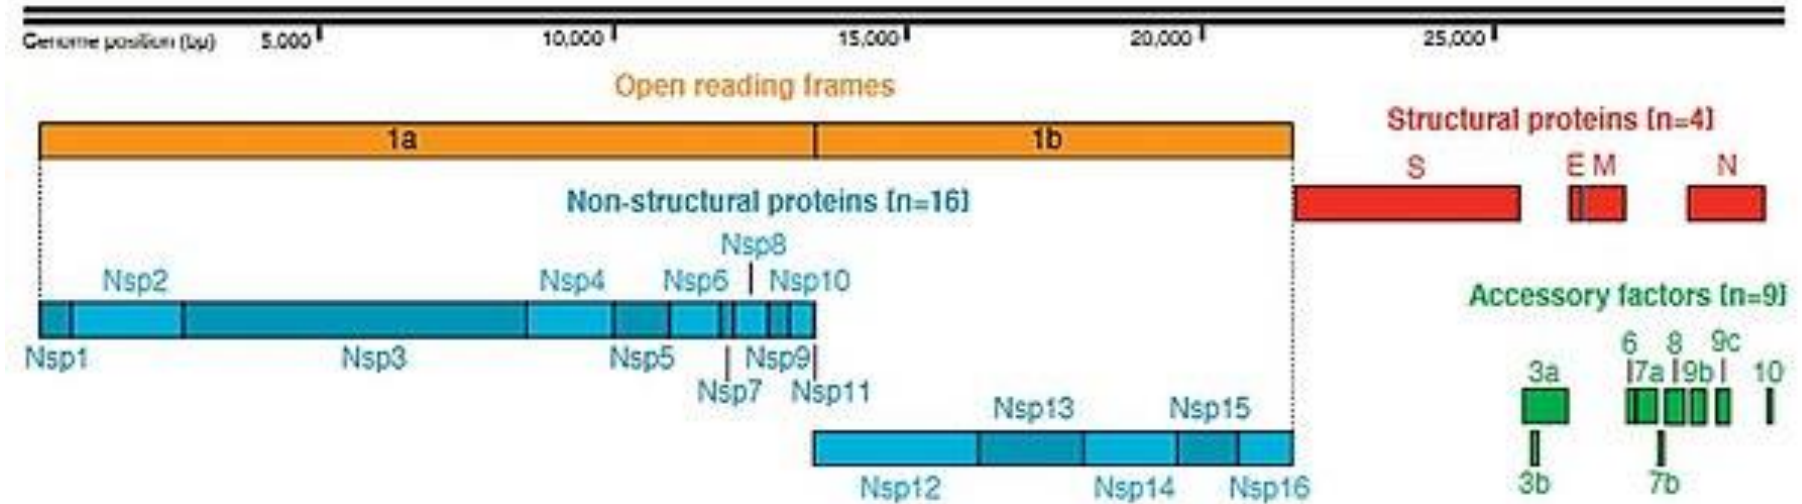 Genome position (bp) 5,000 10,000 15,000 20,000 25,000
Open reading frames
1a 1b
Structural proteins [n=4]
S E M N
Non-structural proteins [n=16]
Nsp8
Nsp2 Nsp4 Nsp6 Nsp10
Nsp1 Nsp3 Nsp5 Nsp9
Nsp7 Nsp11
Nsp13 Nsp15
Nsp12 Nsp14 Nsp16
Accessory factors [n=9]
6 8 9c
3a 7a 9b 10
3b 7b